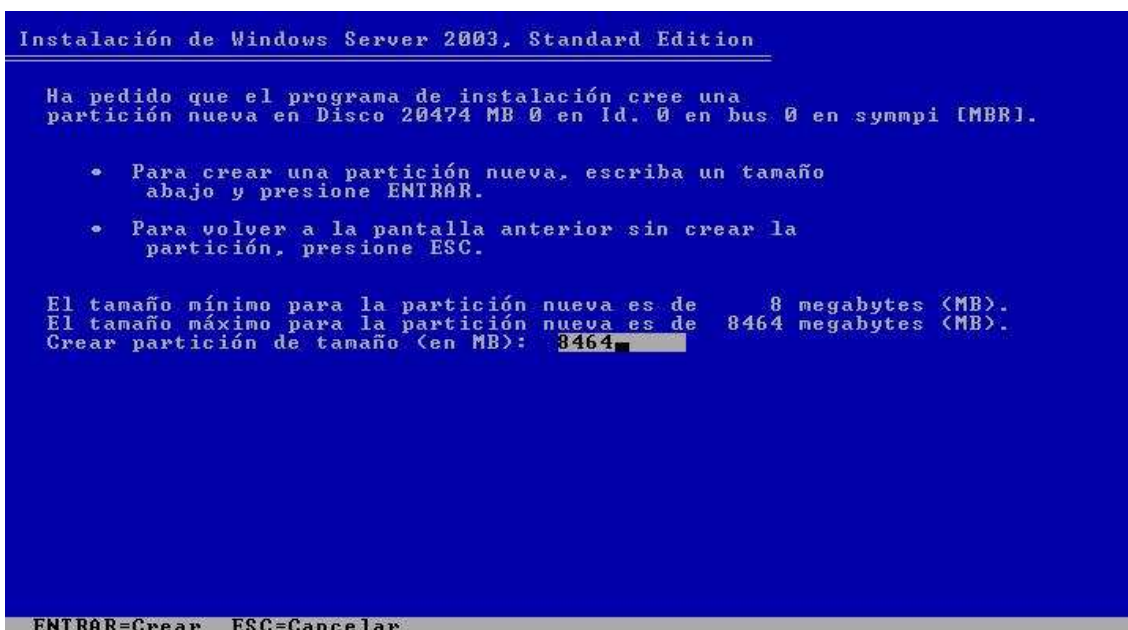 Instalación de Windows Server 2003, Standard Edition
Ha pedido que el programa de instalación cree una
partición nueva en Disco 20474 MB 0 en Id. 0 en bus 0 en symmpi [MBR].
• Para crear una partición nueva, escriba un tamaño
abajo y presione ENTRAR.
• Para volver a la pantalla anterior sin crear la
partición, presione ESC.
El tamaño mínimo para la partición nueva es de 8 megabytes (MB).
El tamaño máximo para la partición nueva es de 8464 megabytes (MB).
Crear partición de tamaño (en MB): 8464
ENTRAR=Crear ESC=Cancelar